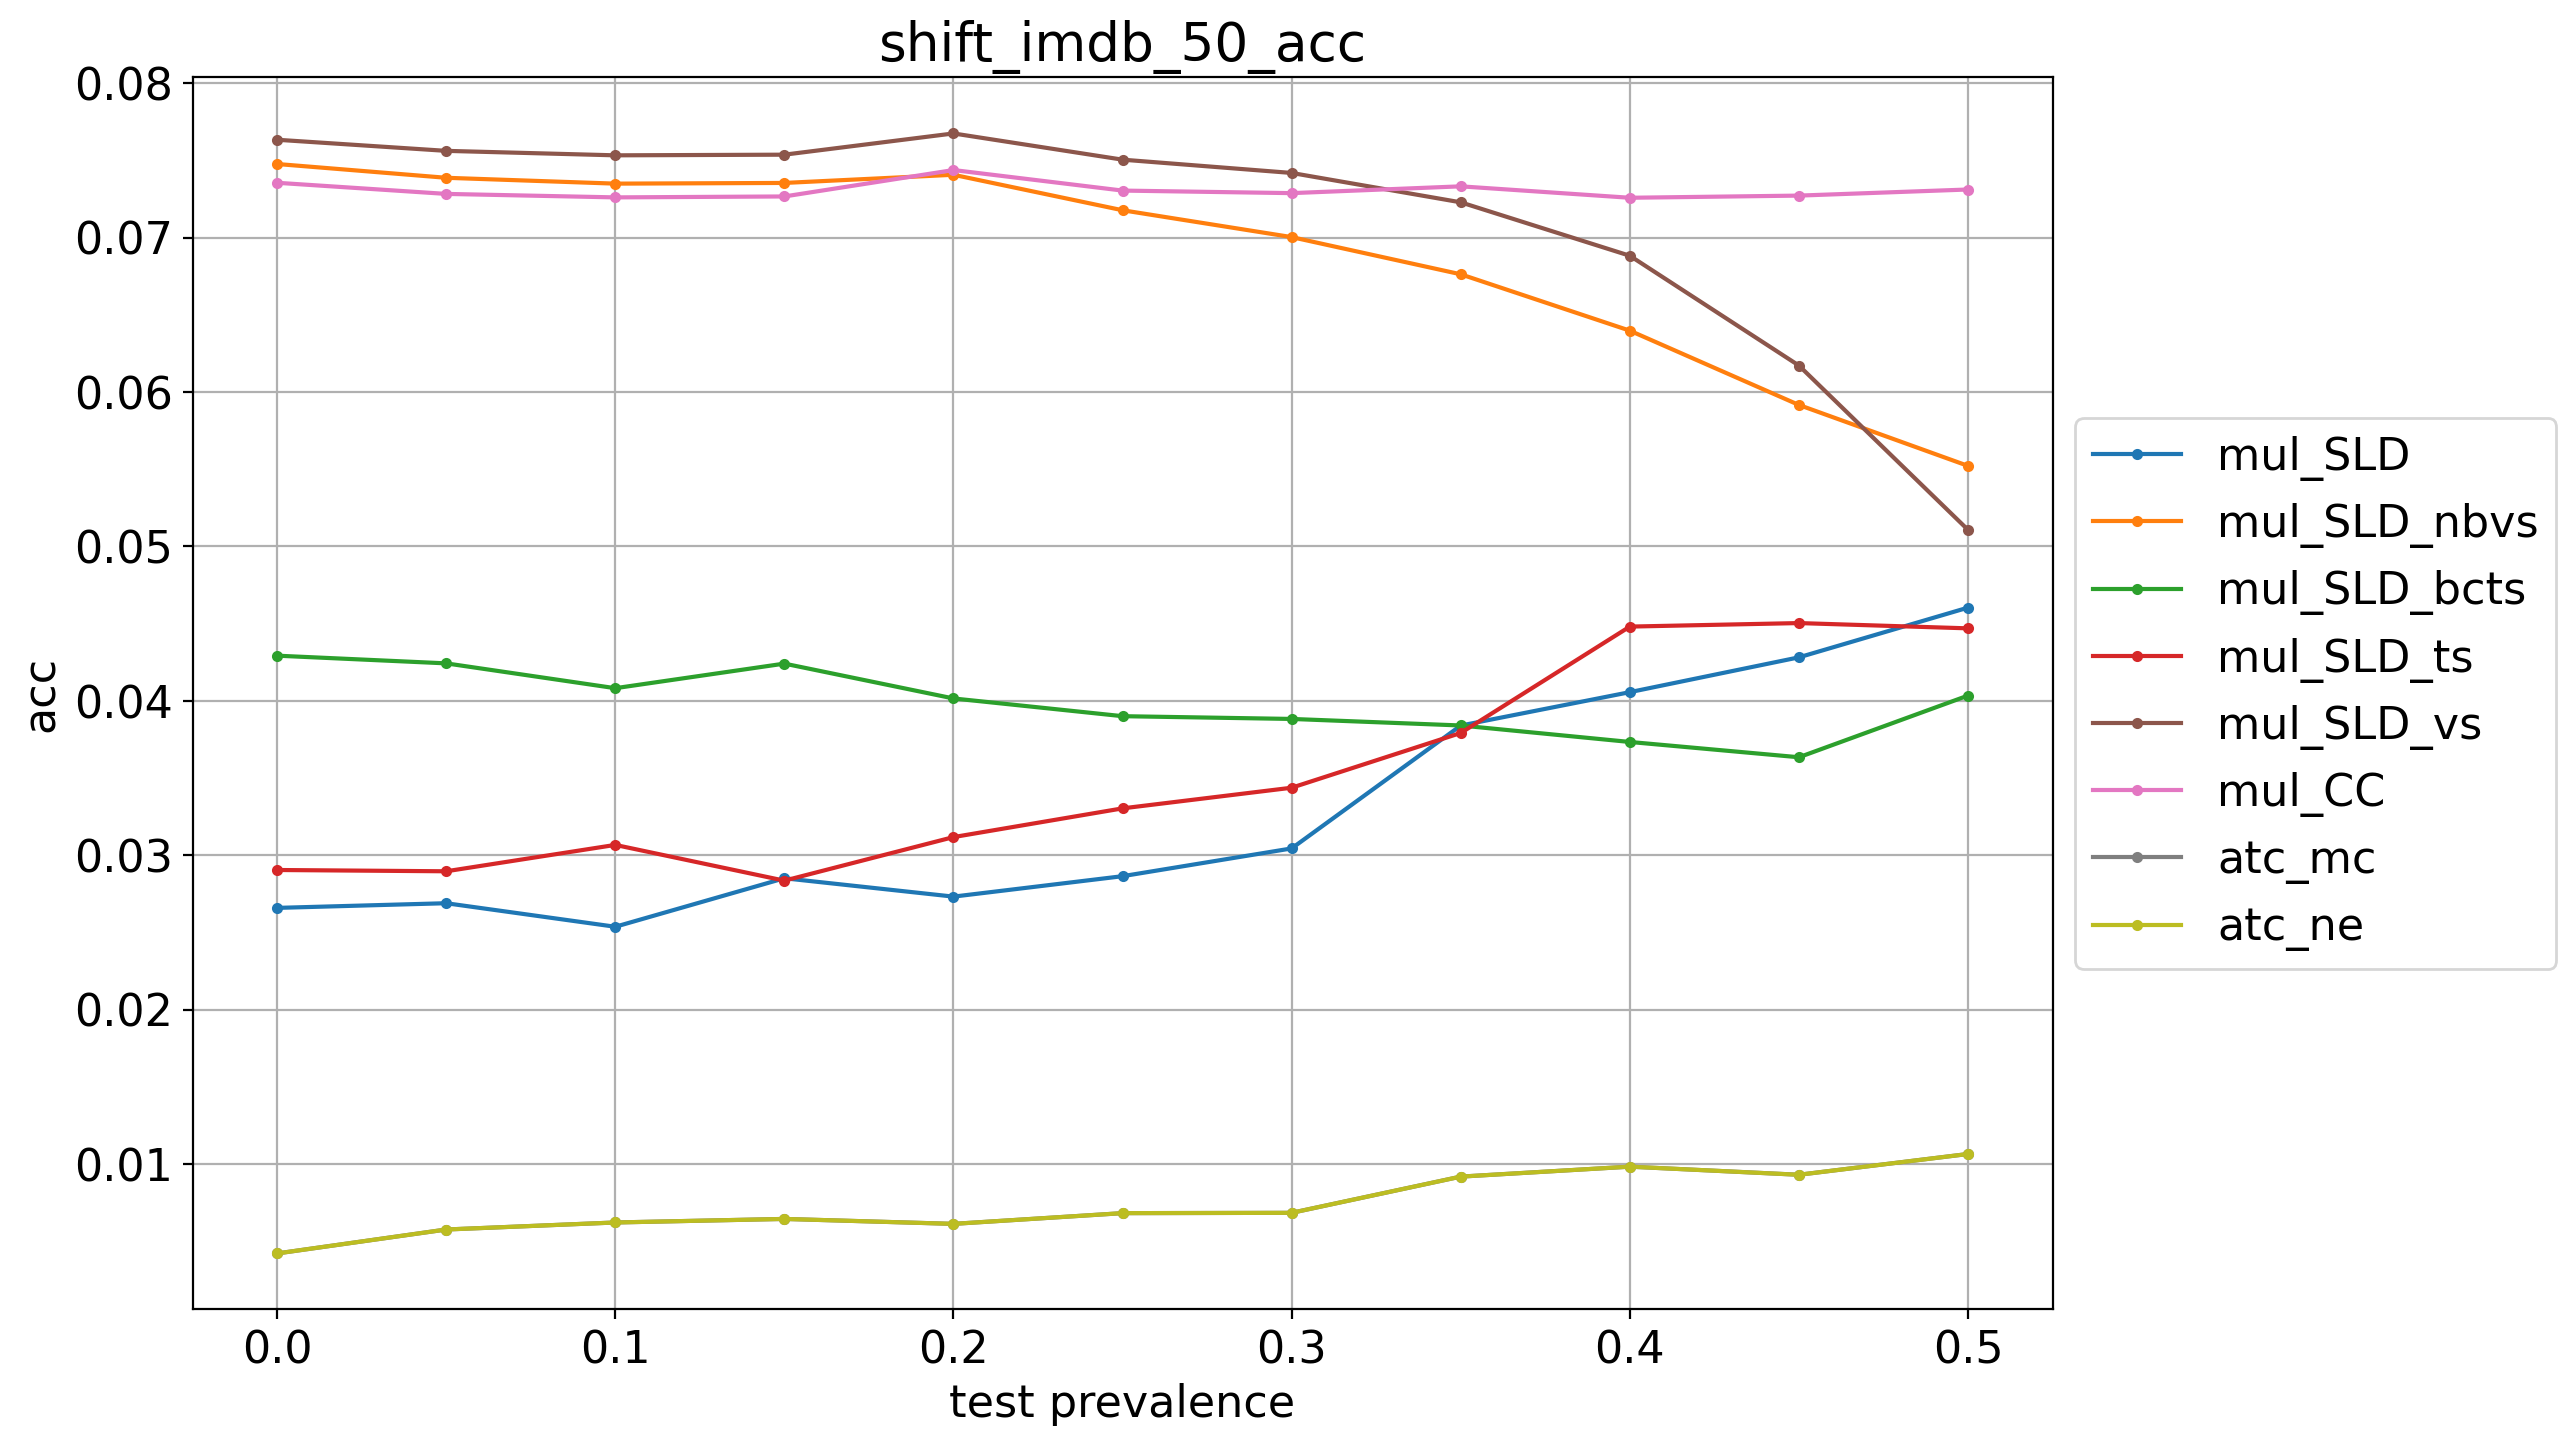 shift_imdb_50_acc
0.08
0.07
0.06
0.05
0.04
0.03
0.02
0.01
acc
0.0 0.1 0.2 0.3 0.4 0.5
test prevalence
mul_SLD
mul_SLD_nbvs
mul_SLD_bcts
mul_SLD_ts
mul_SLD_vs
mul_CC
atc_mc
atc_ne